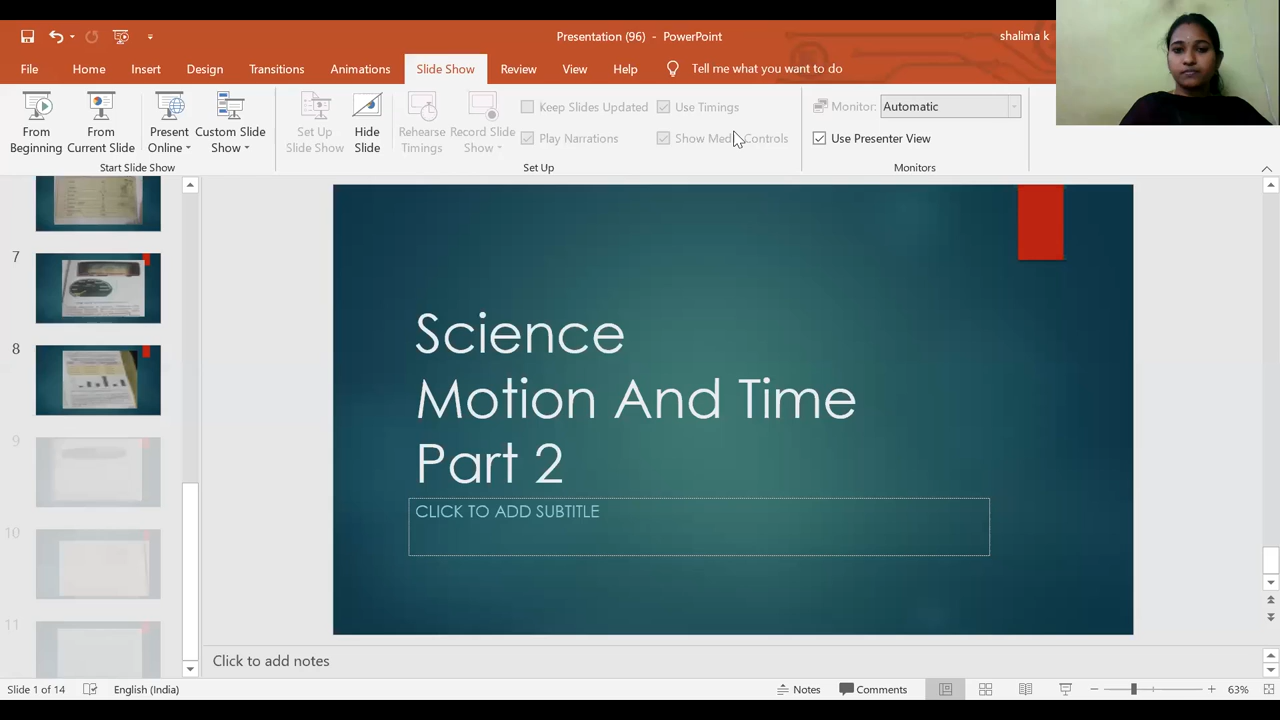 Presentation (96) - PowerPoint
shalima k
File Home Insert Design Transitions Animations Slide Show Review View Help Tell me what you want to do
From Beginning
From Current Slide
Present Online
Custom Slide Show
Start Slide Show
Set Up Slide Show
Hide Slide
Rehearse Timings
Record Slide Show
Keep Slides Updated
Play Narrations
Use Timings
Show Media Controls
Set Up
Monitor: Automatic
Use Presenter View
Monitors
7
8
9
10
11
Science
Motion And Time
Part 2
CLICK TO ADD SUBTITLE
Click to add notes
Slide 1 of 14 English (India) Notes Comments 63%